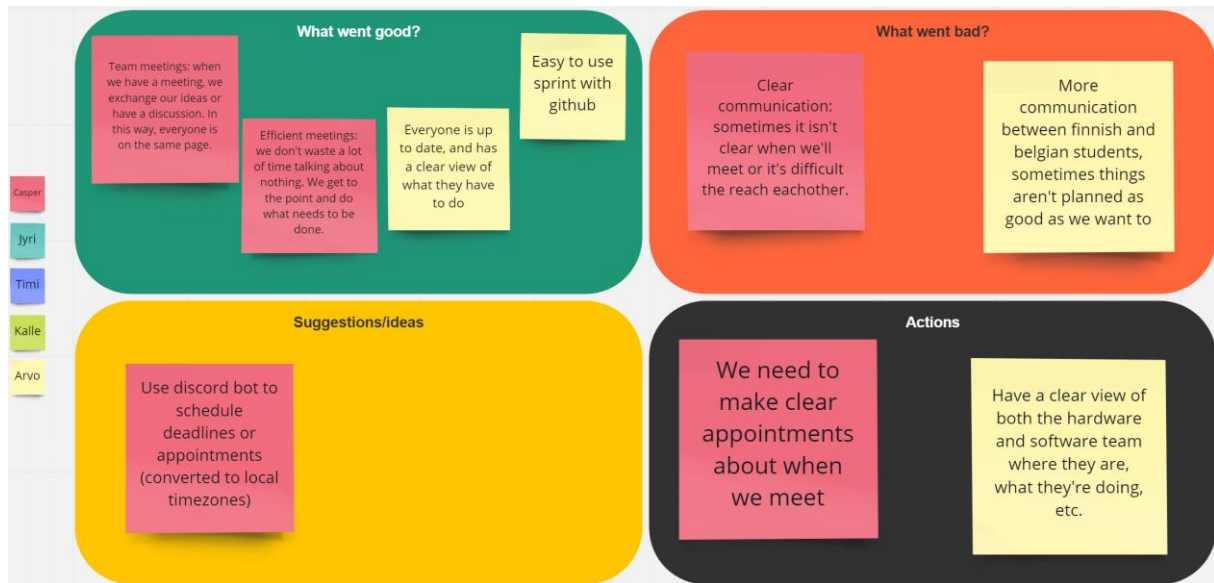 What went good?
Team meetings: when
we have a meeting, we
exchange our ideas or
have a discussion. In
this way, everyone is
on the same page.
Efficient meetings:
we don't waste a lot
of time talking about
nothing. We get to
the point and do
what needs to be
done.
Everyone is up
to date, and has
a clear view of
what they have
to do
Easy to use
sprint with
github
What went bad?
Clear
communication:
sometimes it isn't
clear when we'll
meet or it's difficult
the reach eachother.
More
communication
between finnish and
belgian students,
sometimes things
aren't planned as
good as we want to
Casper
Jyri
Timi
Kalle
Arvo
Suggestions/ideas
Use discord bot to
schedule
deadlines or
appointments
(converted to local
timezones)
Actions
We need to
make clear
appointments
about when
we meet
Have a clear view of
both the hardware
and software team
where they are,
what they're doing,
etc.